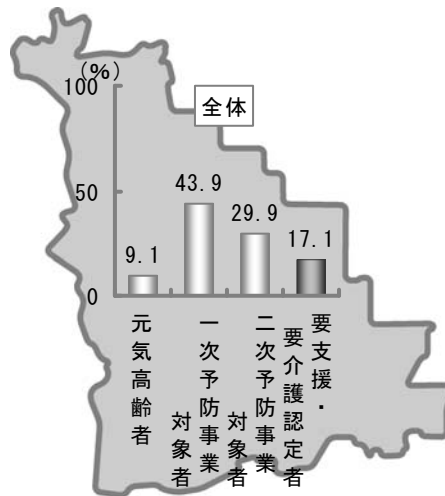 (%)
100
全体
50
43.9
29.9
17.1
9.1
0
元気高齢者
一次予防事業
対象者
二次予防事業
対象者
要支援・
要介護認定者